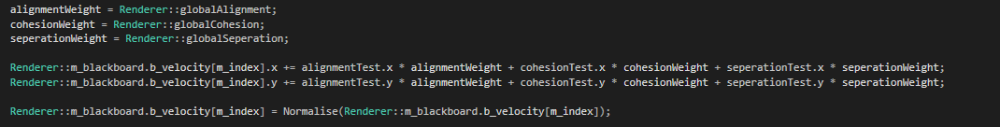 alignmentWeight = Renderer::globalAlignment;
cohesionWeight = Renderer::globalCohesion;
seperationWeight = Renderer::globalSeperation;
Renderer::m_blackboard.b_velocity[m_index].x += alignmentTest.x * alignmentWeight + cohesionTest.x * cohesionWeight + seperationTest.x * seperationWeight;
Renderer::m_blackboard.b_velocity[m_index].y += alignmentTest.y * alignmentWeight + cohesionTest.y * cohesionWeight + seperationTest.y * seperationWeight;
Renderer::m_blackboard.b_velocity[m_index] = Normalise(Renderer::m_blackboard.b_velocity[m_index]);